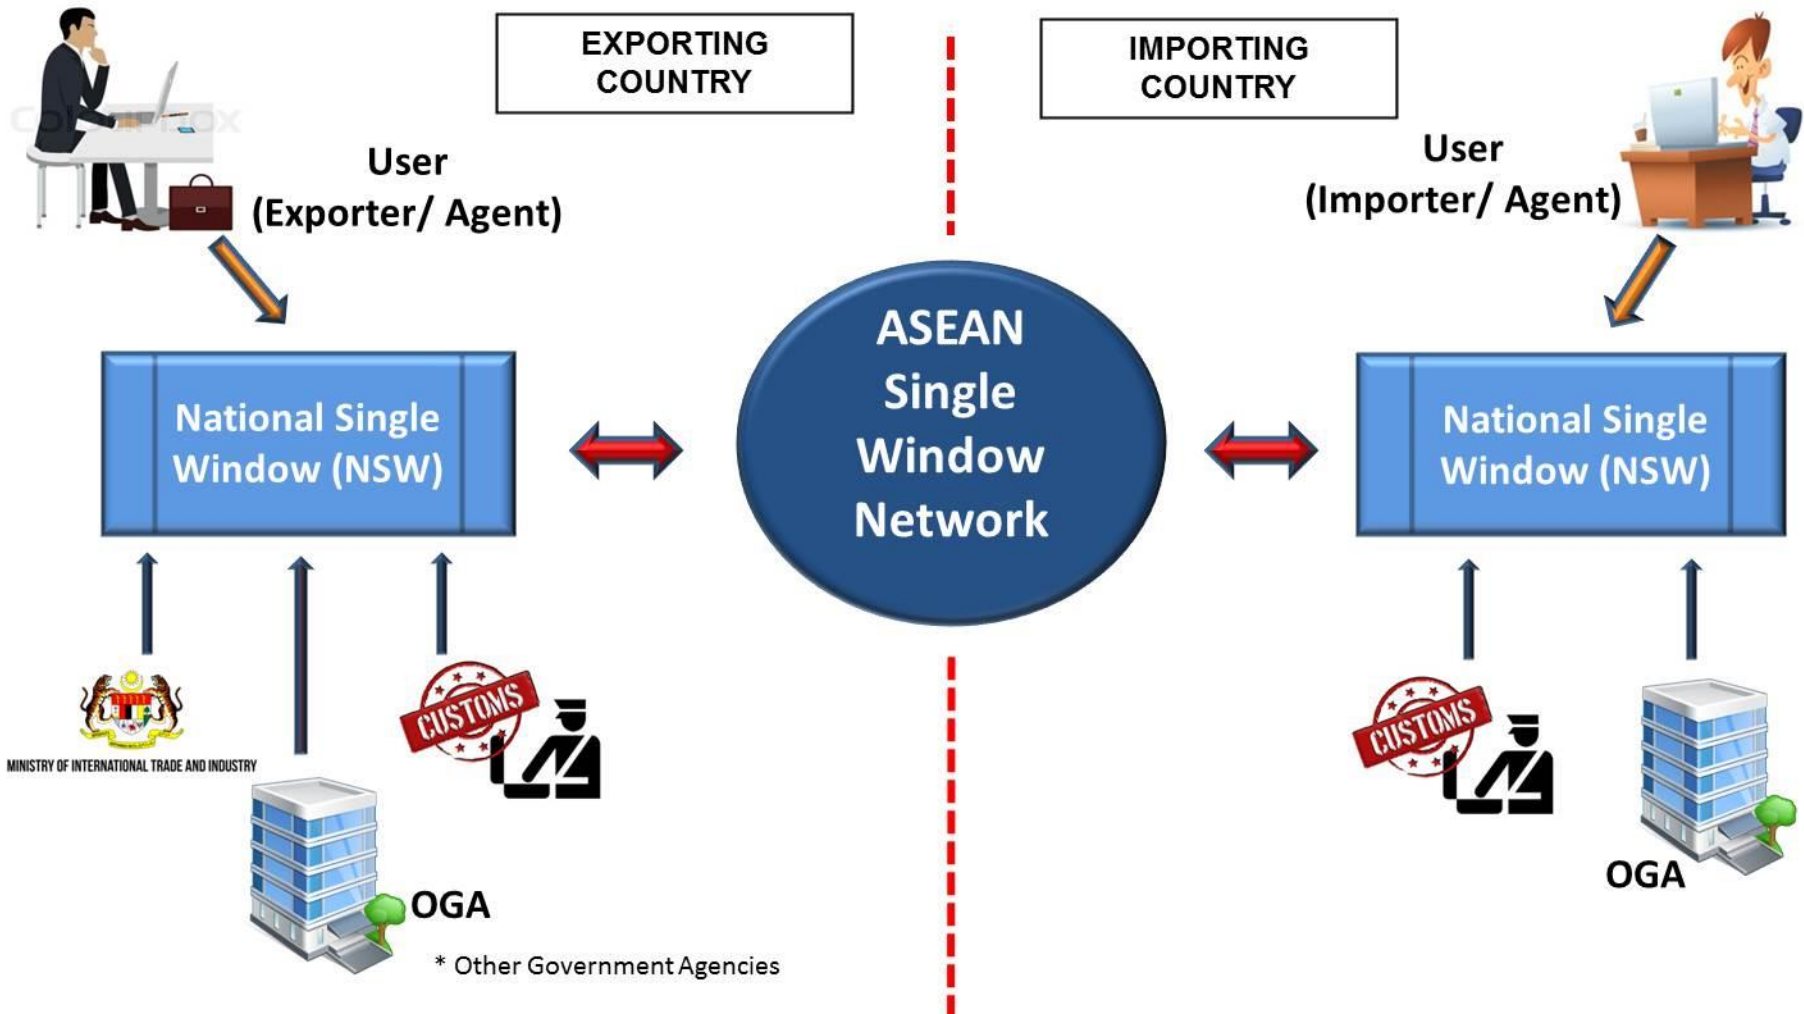 EXPORTING
COUNTRY
IMPORTING
COUNTRY
User
(Exporter/ Agent)
User
(Importer/ Agent)
ASEAN
Single
Window
Network
National Single
Window (NSW)
National Single
Window (NSW)
MINISTRY OF INTERNATIONAL TRADE AND INDUSTRY
CUSTOMS
CUSTOMS
OGA
OGA
* Other Government Agencies